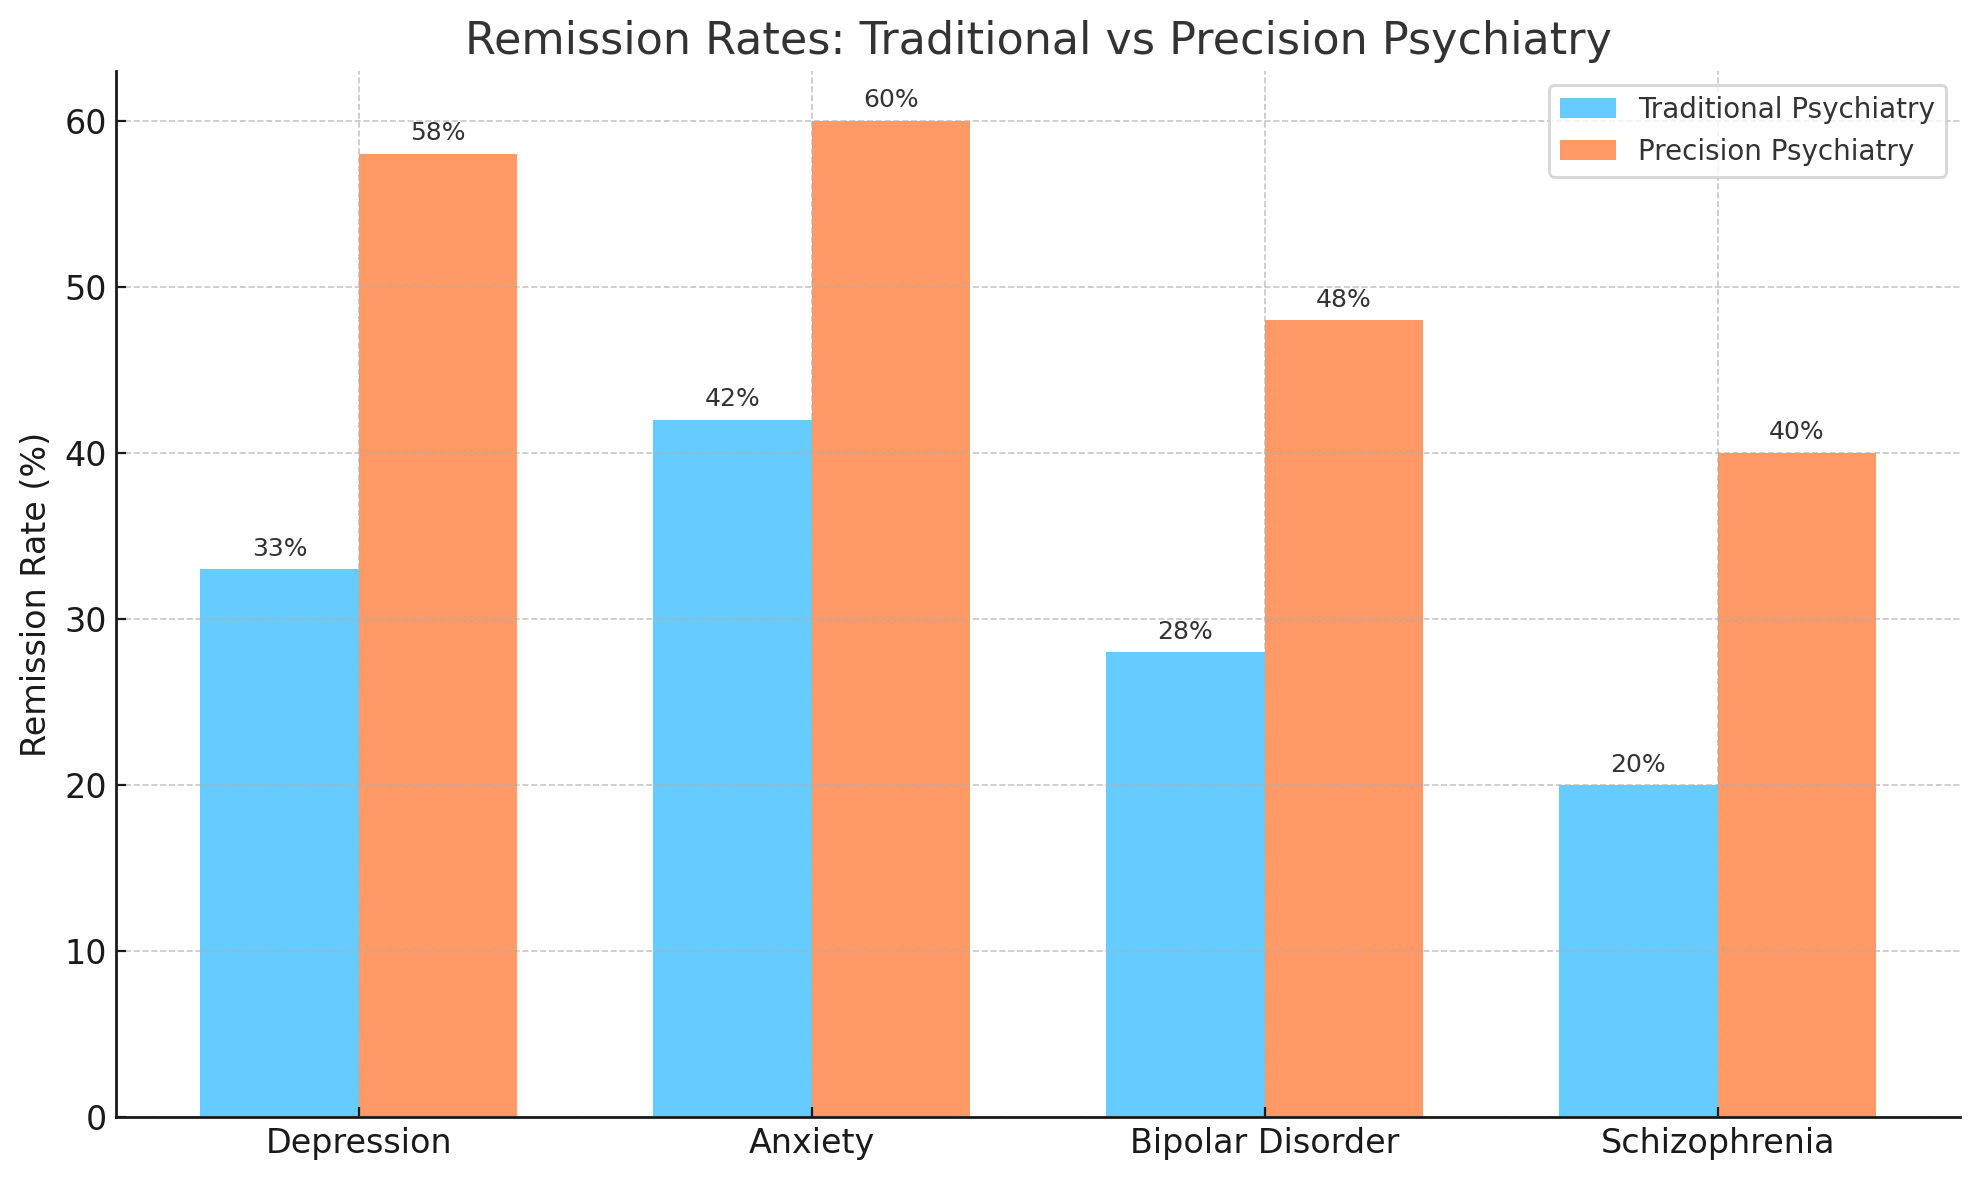 Remission Rates: Traditional vs Precision Psychiatry
Traditional Psychiatry
Precision Psychiatry
Remission Rate (%)
60
50
40
30
20
10
0
33%
58%
42%
60%
28%
48%
20%
40%
Depression
Anxiety
Bipolar Disorder
Schizophrenia